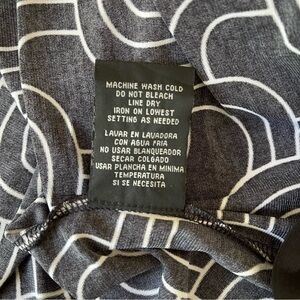 MACHINE WASH COLD
DO NOT BLEACH
LINE DRY
IRON ON LOWEST
SETTING AS NEEDED
LAVAR EN LAVADORA
CON AGUA FRIA
NO USAR BLANQUEADOR
SECAR COLGADO
USAR PLANCHA EN MINIMA
TEMPERATURA
SI SE NECESITA